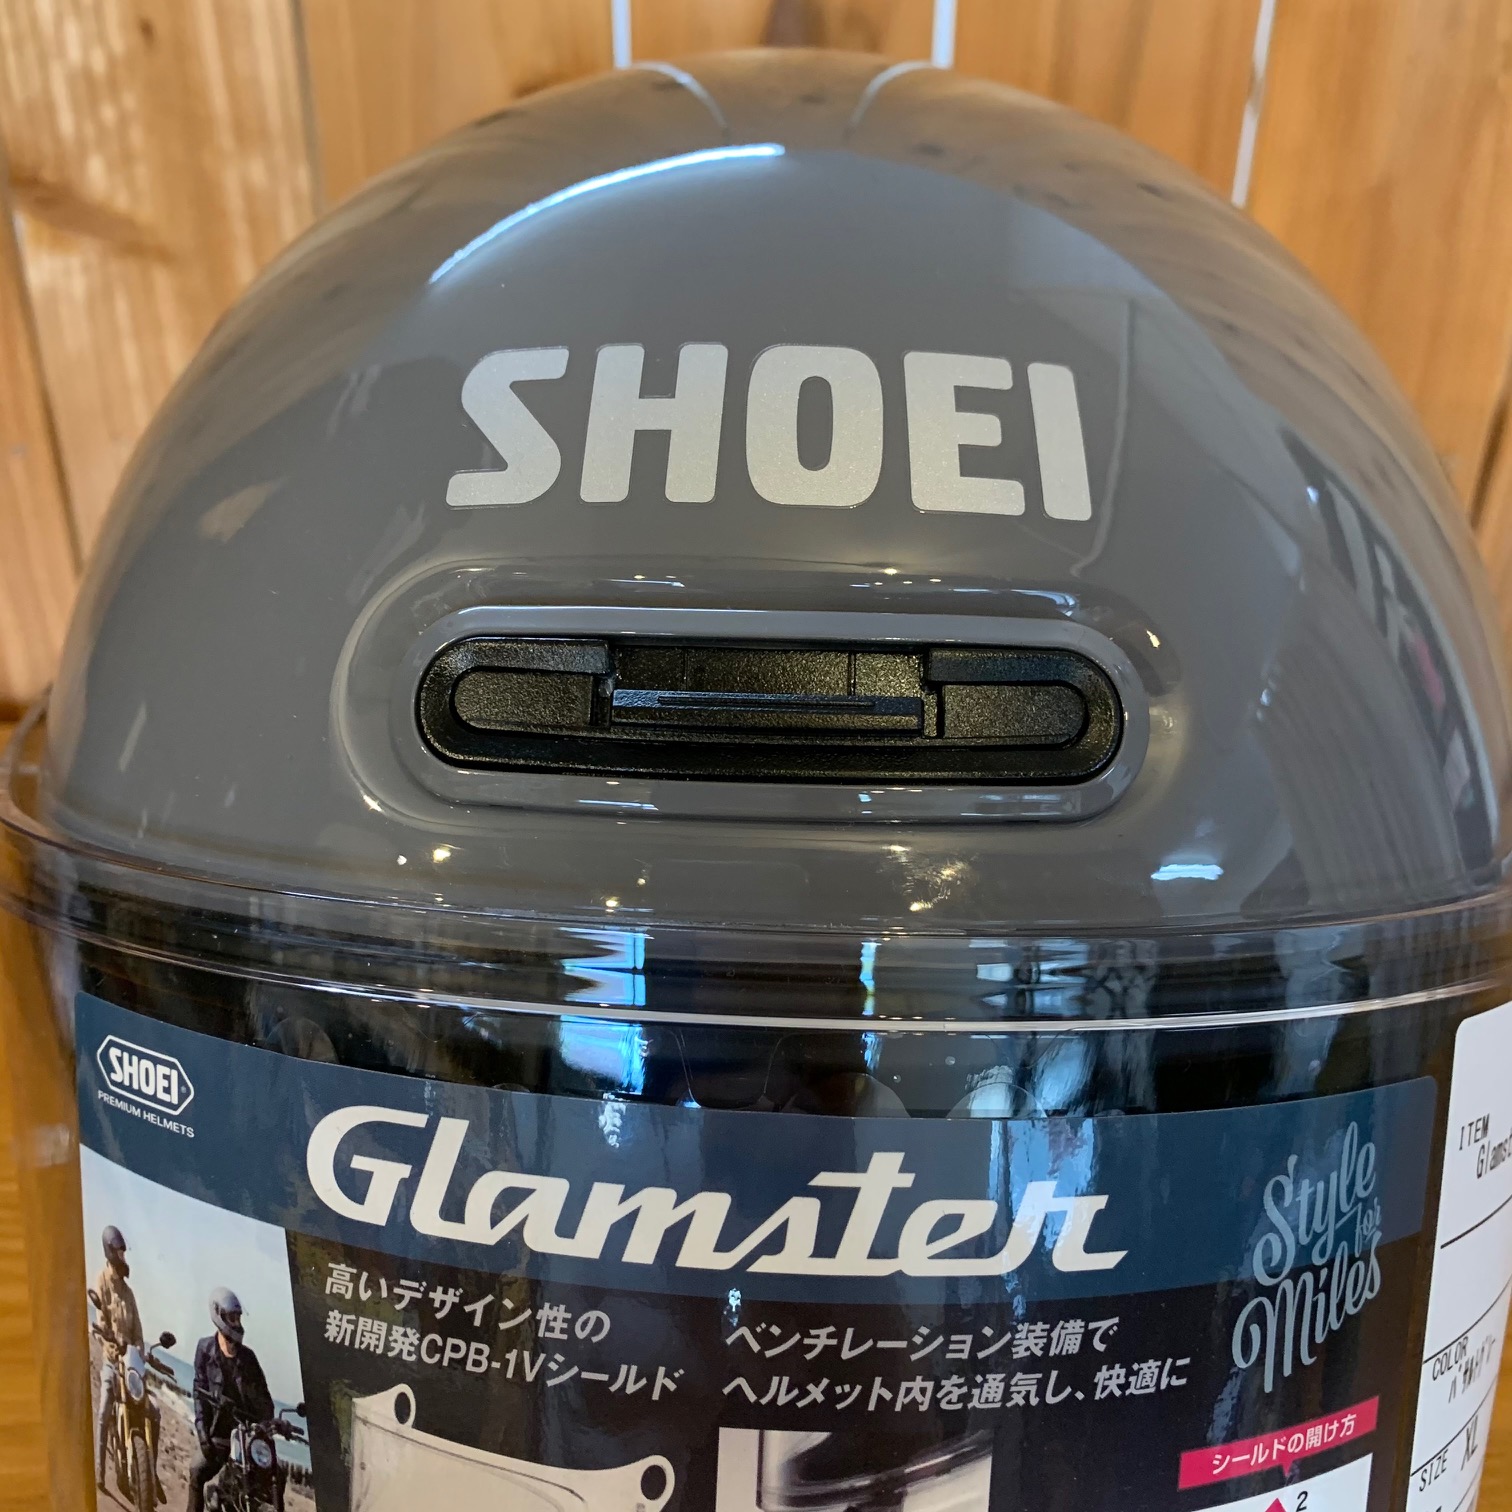 SHOEI
SHOEI
PREMIUM HELMETS
Glamster
Style
for
Miles
高いデザイン性の
新開発CPB-1Vシールド
ベンチレーション装備で
ヘルメット内を通気し、快適に
シールドの開け方
2
ITEM
COLOR
SIZE XL